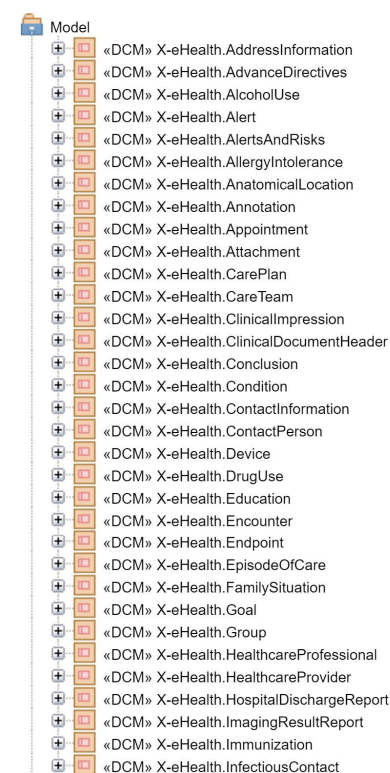 Model
«DCM» X-eHealth.AddressInformation
«DCM» X-eHealth.AdvanceDirectives
«DCM» X-eHealth.AlcoholUse
«DCM» X-eHealth.Alert
«DCM» X-eHealth.AlertsAndRisks
«DCM» X-eHealth.AllergyIntolerance
«DCM» X-eHealth.AnatomicalLocation
«DCM» X-eHealth.Annotation
«DCM» X-eHealth.Appointment
«DCM» X-eHealth.Attachment
«DCM» X-eHealth.CarePlan
«DCM» X-eHealth.CareTeam
«DCM» X-eHealth.ClinicalImpression
«DCM» X-eHealth.ClinicalDocumentHeader
«DCM» X-eHealth.Conclusion
«DCM» X-eHealth.Condition
«DCM» X-eHealth.ContactInformation
«DCM» X-eHealth.ContactPerson
«DCM» X-eHealth.Device
«DCM» X-eHealth.DrugUse
«DCM» X-eHealth.Education
«DCM» X-eHealth.Encounter
«DCM» X-eHealth.Endpoint
«DCM» X-eHealth.EpisodeOfCare
«DCM» X-eHealth.FamilySituation
«DCM» X-eHealth.Goal
«DCM» X-eHealth.Group
«DCM» X-eHealth.HealthcareProfessional
«DCM» X-eHealth.HealthcareProvider
«DCM» X-eHealth.HospitalDischargeReport
«DCM» X-eHealth.ImagingResultReport
«DCM» X-eHealth.Immunization
«DCM» X-eHealth.InfectiousContact